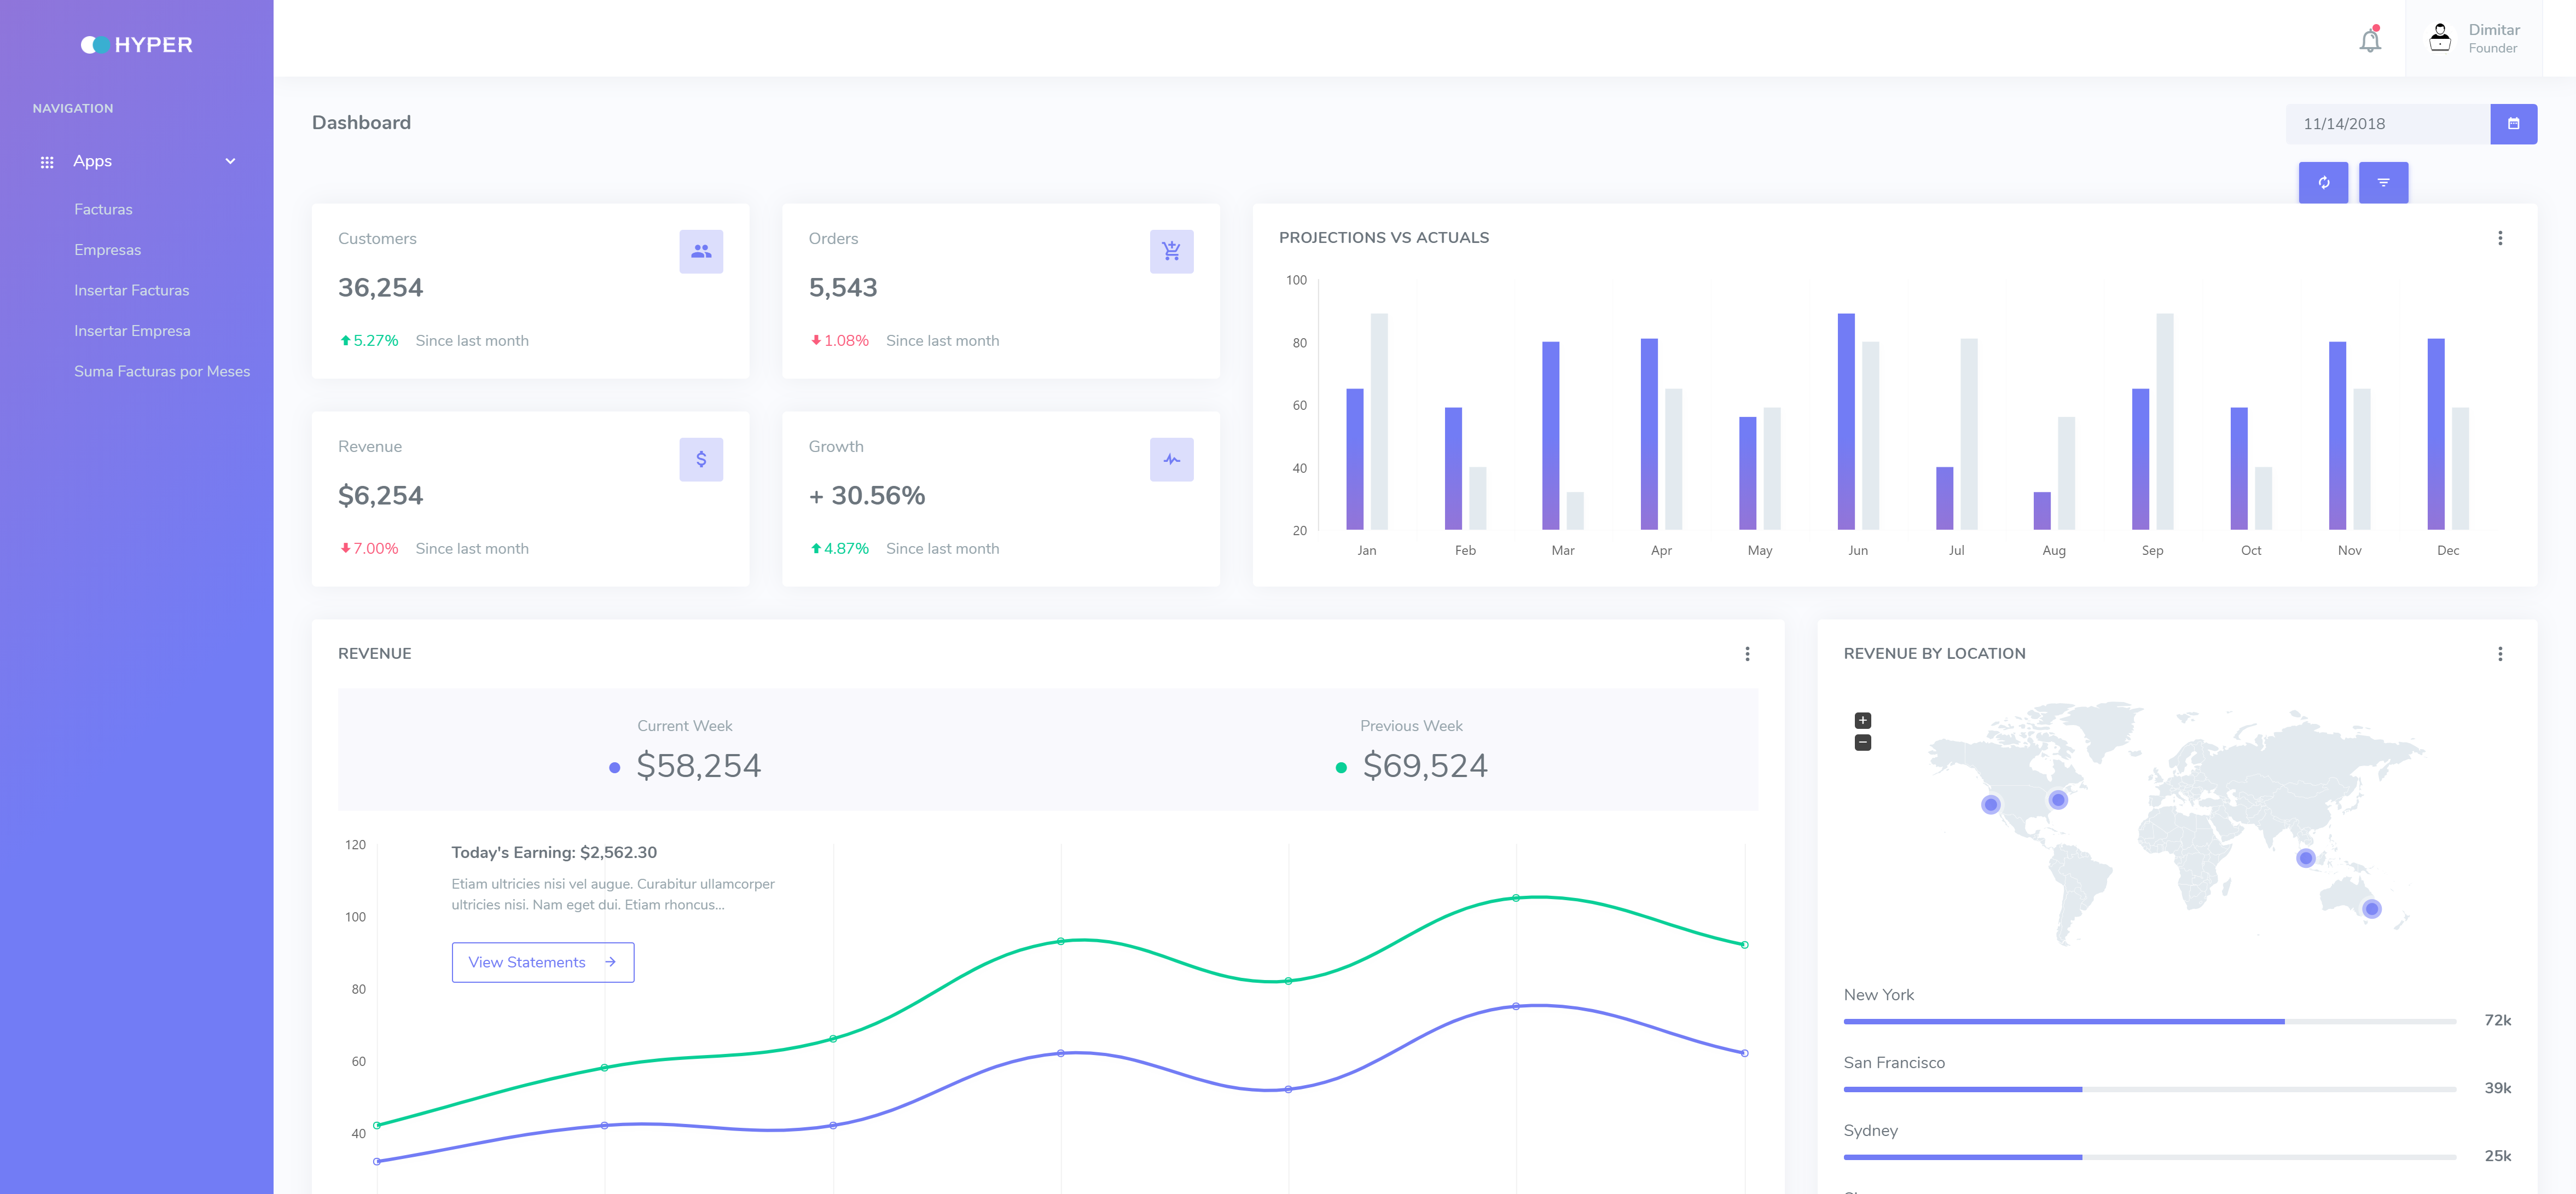 HYPER
NAVIGATION
Apps
Facturas
Empresas
Insertar Facturas
Insertar Empresa
Suma Facturas por Meses
Dimitar
Founder
Dashboard
11/14/2018
Customers
36,254
5.27% Since last month
Orders
5,543
1.08% Since last month
Revenue
$6,254
7.00% Since last month
Growth
+ 30.56%
4.87% Since last month
PROJECTIONS VS ACTUALS
100
80
60
40
20
Jan Feb Mar Apr May Jun Jul Aug Sep Oct Nov Dec
REVENUE
Current Week
$58,254
Previous Week
$69,524
Today's Earning: $2,562.30
Etiam ultricies nisi vel augue. Curabitur ullamcorper
ultricies nisi. Nam eget dui. Etiam rhoncus...
View Statements
120
100
80
60
40
REVENUE BY LOCATION
+
−
New York
72k
San Francisco
39k
Sydney
25k